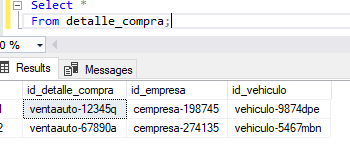 Select *
From detalle_compra;
0 %
Results Messages
id_detalle_compra id_empresa id_vehiculo
1 ventaauto-12345q cempresa-198745 vehiculo-9874dpe
2 ventaauto-67890a cempresa-274135 vehiculo-5467mbn